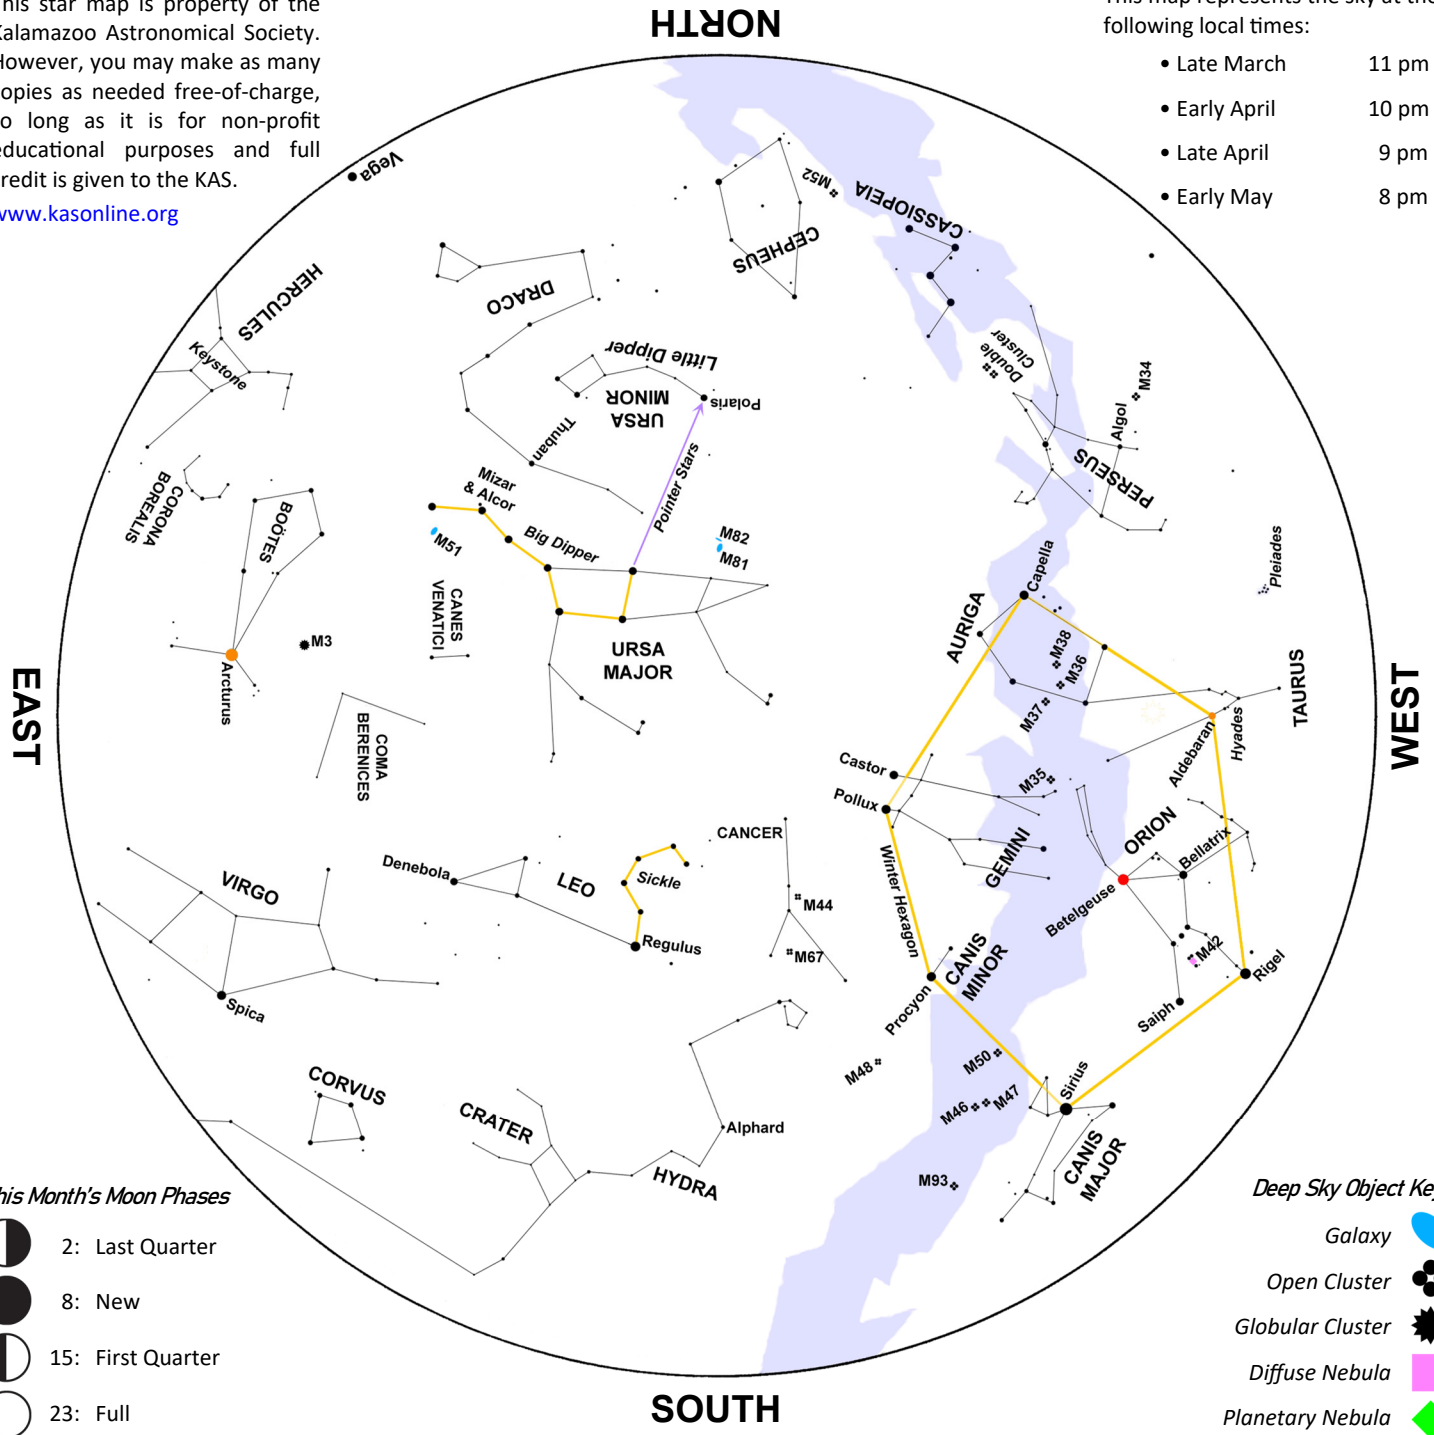 This star map is property of the
Kalamazoo Astronomical Society.
However, you may make as many
copies as needed free-of-charge,
so long as it is for non-profit
educational purposes and full
credit is given to the KAS.
www.kasonline.org
NORTH
This map represents the sky at the
following local times:
• Late March 11 pm
• Early April 10 pm
• Late April 9 pm
• Early May 8 pm
Vega
M52
CASSIOPEIA
CEPHEUS
HERCULES
Keystone
DRACO
Little Dipper
URSA
MINOR
Polaris
Double
Cluster
M34
Algol
PERSEUS
Thuban
Pointer Stars
Mizar
& Alcor
Big Dipper
M51
M82
M81
CORONA
BOREALIS
BOÖTES
CANES
VENATICI
URSA
MAJOR
M3
Arcturus
COMA
BERENICES
Capella
AURIGA
M38
M36
M37
Pleiades
TAURUS
Hyades
Aldebaran
EAST
WEST
Castor
Pollux
M35
GEMINI
ORION
Bellatrix
Betelgeuse
M42
Rigel
Saiph
Winter Hexagon
CANCER
M44
M67
Denebola
LEO
Sickle
Regulus
VIRGO
Spica
CANIS
MINOR
Procyon
M48
M50
M46
M47
Sirius
CANIS
MAJOR
M93
CORVUS
CRATER
Alphard
HYDRA
This Month's Moon Phases
2: Last Quarter
8: New
15: First Quarter
23: Full
SOUTH
Deep Sky Object Key
Galaxy
Open Cluster
Globular Cluster
Diffuse Nebula
Planetary Nebula